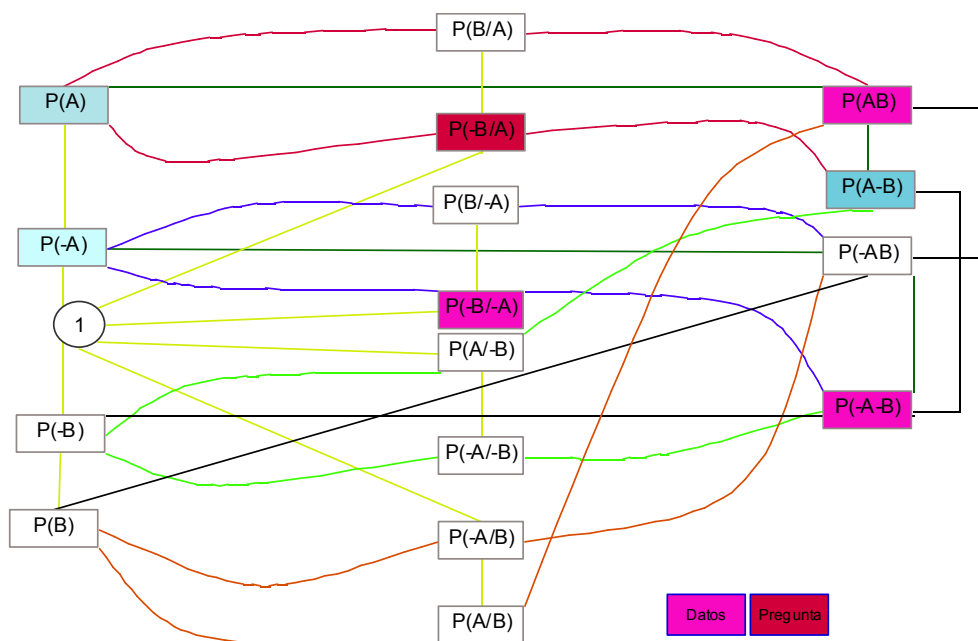 P(B/A)
P(A)
P(AB)
P(-B/A)
P(A-B)
P(B/-A)
P(-A)
P(-AB)
P(-B/-A)
1
P(A/-B)
P(-A-B)
P(-B)
P(-A/-B)
P(B)
P(-A/B)
P(A/B)
Datos
Pregunta